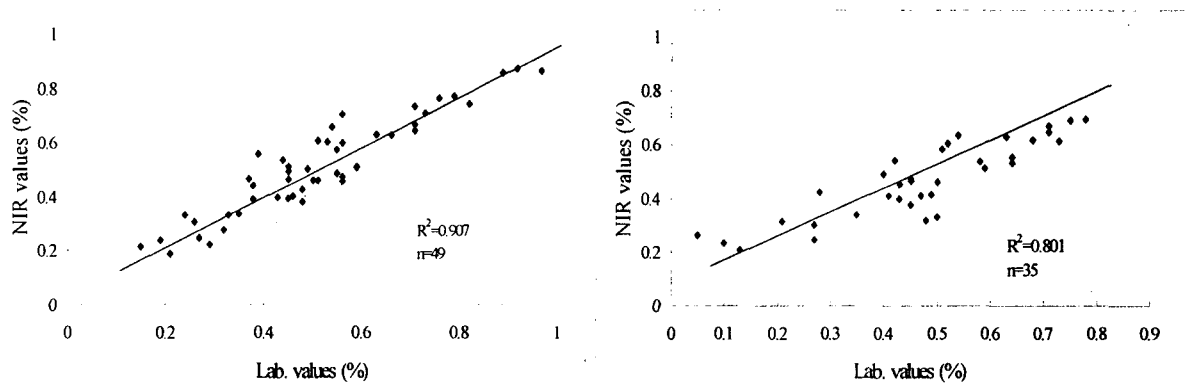 1
0.8
0.6
0.4
0.2
0
NIR values (%)
R²=0.907
n=49
0 0.2 0.4 0.6 0.8 1
Lab. values (%)
1
0.8
0.6
0.4
0.2
0
NIR values (%)
R²=0.801
n=35
0 0.1 0.2 0.3 0.4 0.5 0.6 0.7 0.8 0.9
Lab. values (%)